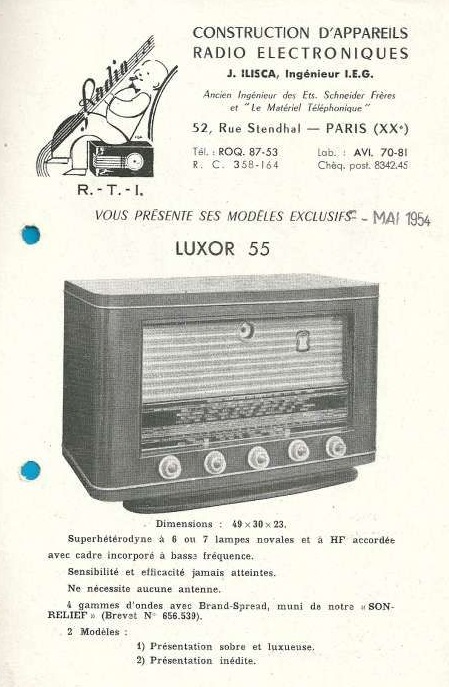 Radio
CONSTRUCTION D'APPAREILS
RADIO ELECTRONIQUES
J. ILISCA, Ingénieur I.E.G.
Ancien Ingénieur des Ets. Schneider Frères
et "Le Matériel Téléphonique"
52, Rue Stendhal — PARIS (XXe)
Tél. : ROQ. 87-53 Lab. : AVI. 70-81
R. C. 358-164 Chèq. post. 8342.45
R.-T.-I.
VOUS PRÉSENTE SES MODÈLES EXCLUSIFS
- MAI 1954
LUXOR 55
Dimensions : 49 × 30 × 23.
Superhétérodyne à 6 ou 7 lampes novales et à HF accordée
avec cadre incorporé à basse fréquence.
Sensibilité et efficacité jamais atteintes.
Ne nécessite aucune antenne.
4 gammes d'ondes avec Brand-Spread, muni de notre « SON-
RELIEF » (Brevet N° 656.539).
2 Modèles :
1) Présentation sobre et luxueuse.
2) Présentation inédite.